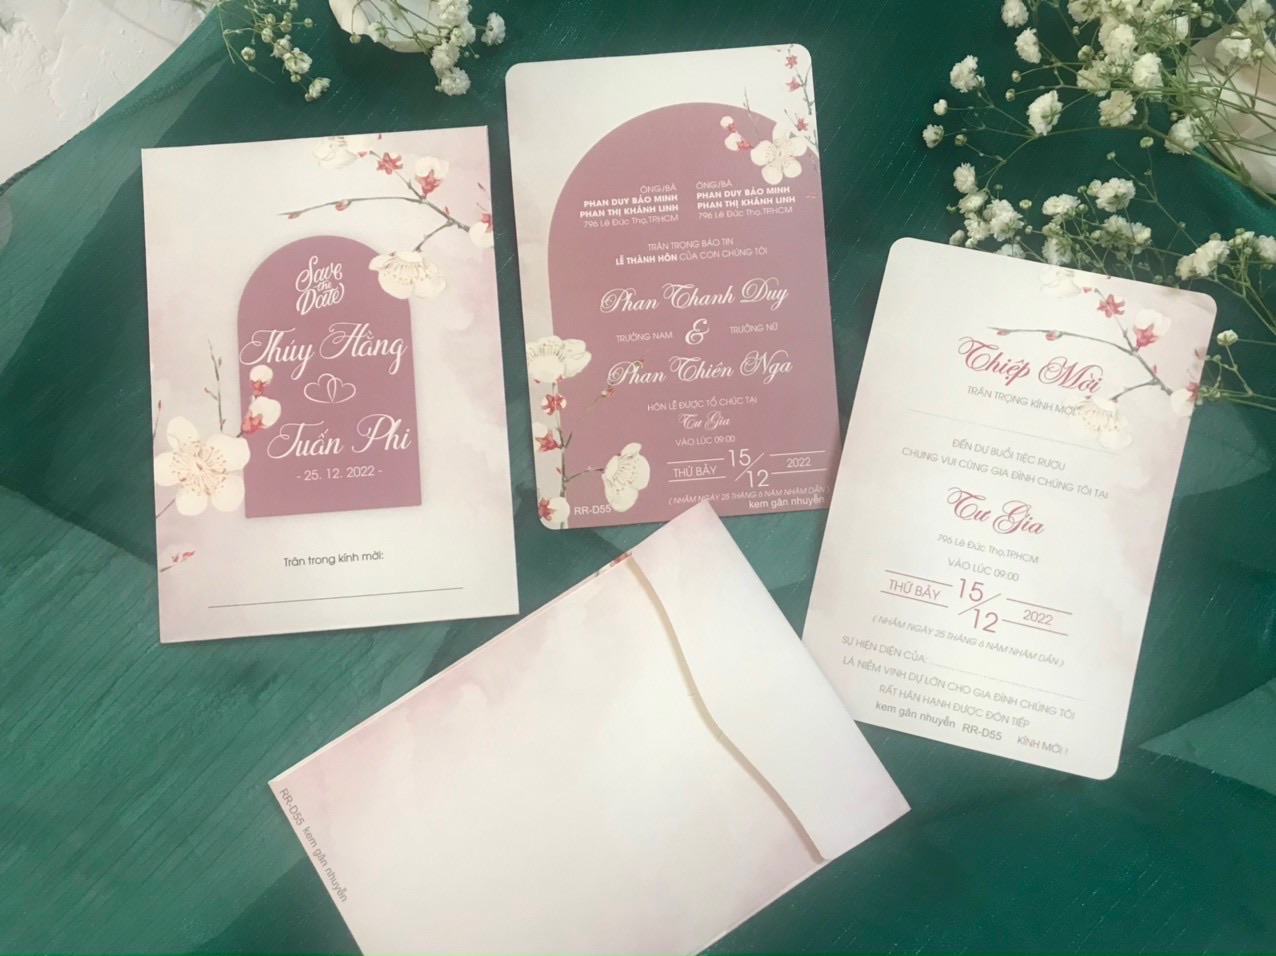 Save
the
Date
Thúy Hằng
Tuấn Phi
- 25. 12. 2022 -
Trân trọng kính mời:
ÔNG/BÀ
PHAN DUY BẢO MINH
PHAN THỊ KHÁNH LINH
796 Lê Đức Thọ,TPHCM
ÔNG/BÀ
PHAN DUY BẢO MINH
PHAN THỊ KHÁNH LINH
796 Lê Đức Thọ,TPHCM
TRÂN TRỌNG BÁO TIN
LỄ THÀNH HÔN CỦA CON CHÚNG TÔI
Phan Thanh Duy
TRƯỞNG NAM & TRƯỞNG NỮ
Phan Thiên Nga
HÔN LỄ ĐƯỢC TỔ CHỨC TẠI
Tư Gia
VÀO LÚC 09:00
THỨ BẢY 15/12 2022
( NHẰM NGÀY 25 THÁNG 6 NĂM NHÂM DẦN )
RR-D55 kem gân nhuyễn
Thiệp Mời
TRÂN TRỌNG KÍNH MỜI
ĐẾN DỰ BUỔI TIỆC RƯỢU
CHUNG VUI CÙNG GIA ĐÌNH CHÚNG TÔI TẠI
Tư Gia
796 Lê Đức Thọ,TPHCM
VÀO LÚC 09:00
THỨ BẢY 15/12 2022
( NHẰM NGÀY 25 THÁNG 6 NĂM NHÂM DẦN )
SỰ HIỆN DIỆN CỦA:
LÀ NIỀM VINH DỰ LỚN CHO GIA ĐÌNH CHÚNG TÔI
RẤT HÂN HẠNH ĐƯỢC ĐÓN TIẾP
kem gân nhuyễn RR-D55 KÍNH MỜI !
RR-D55 kem gân nhuyễn